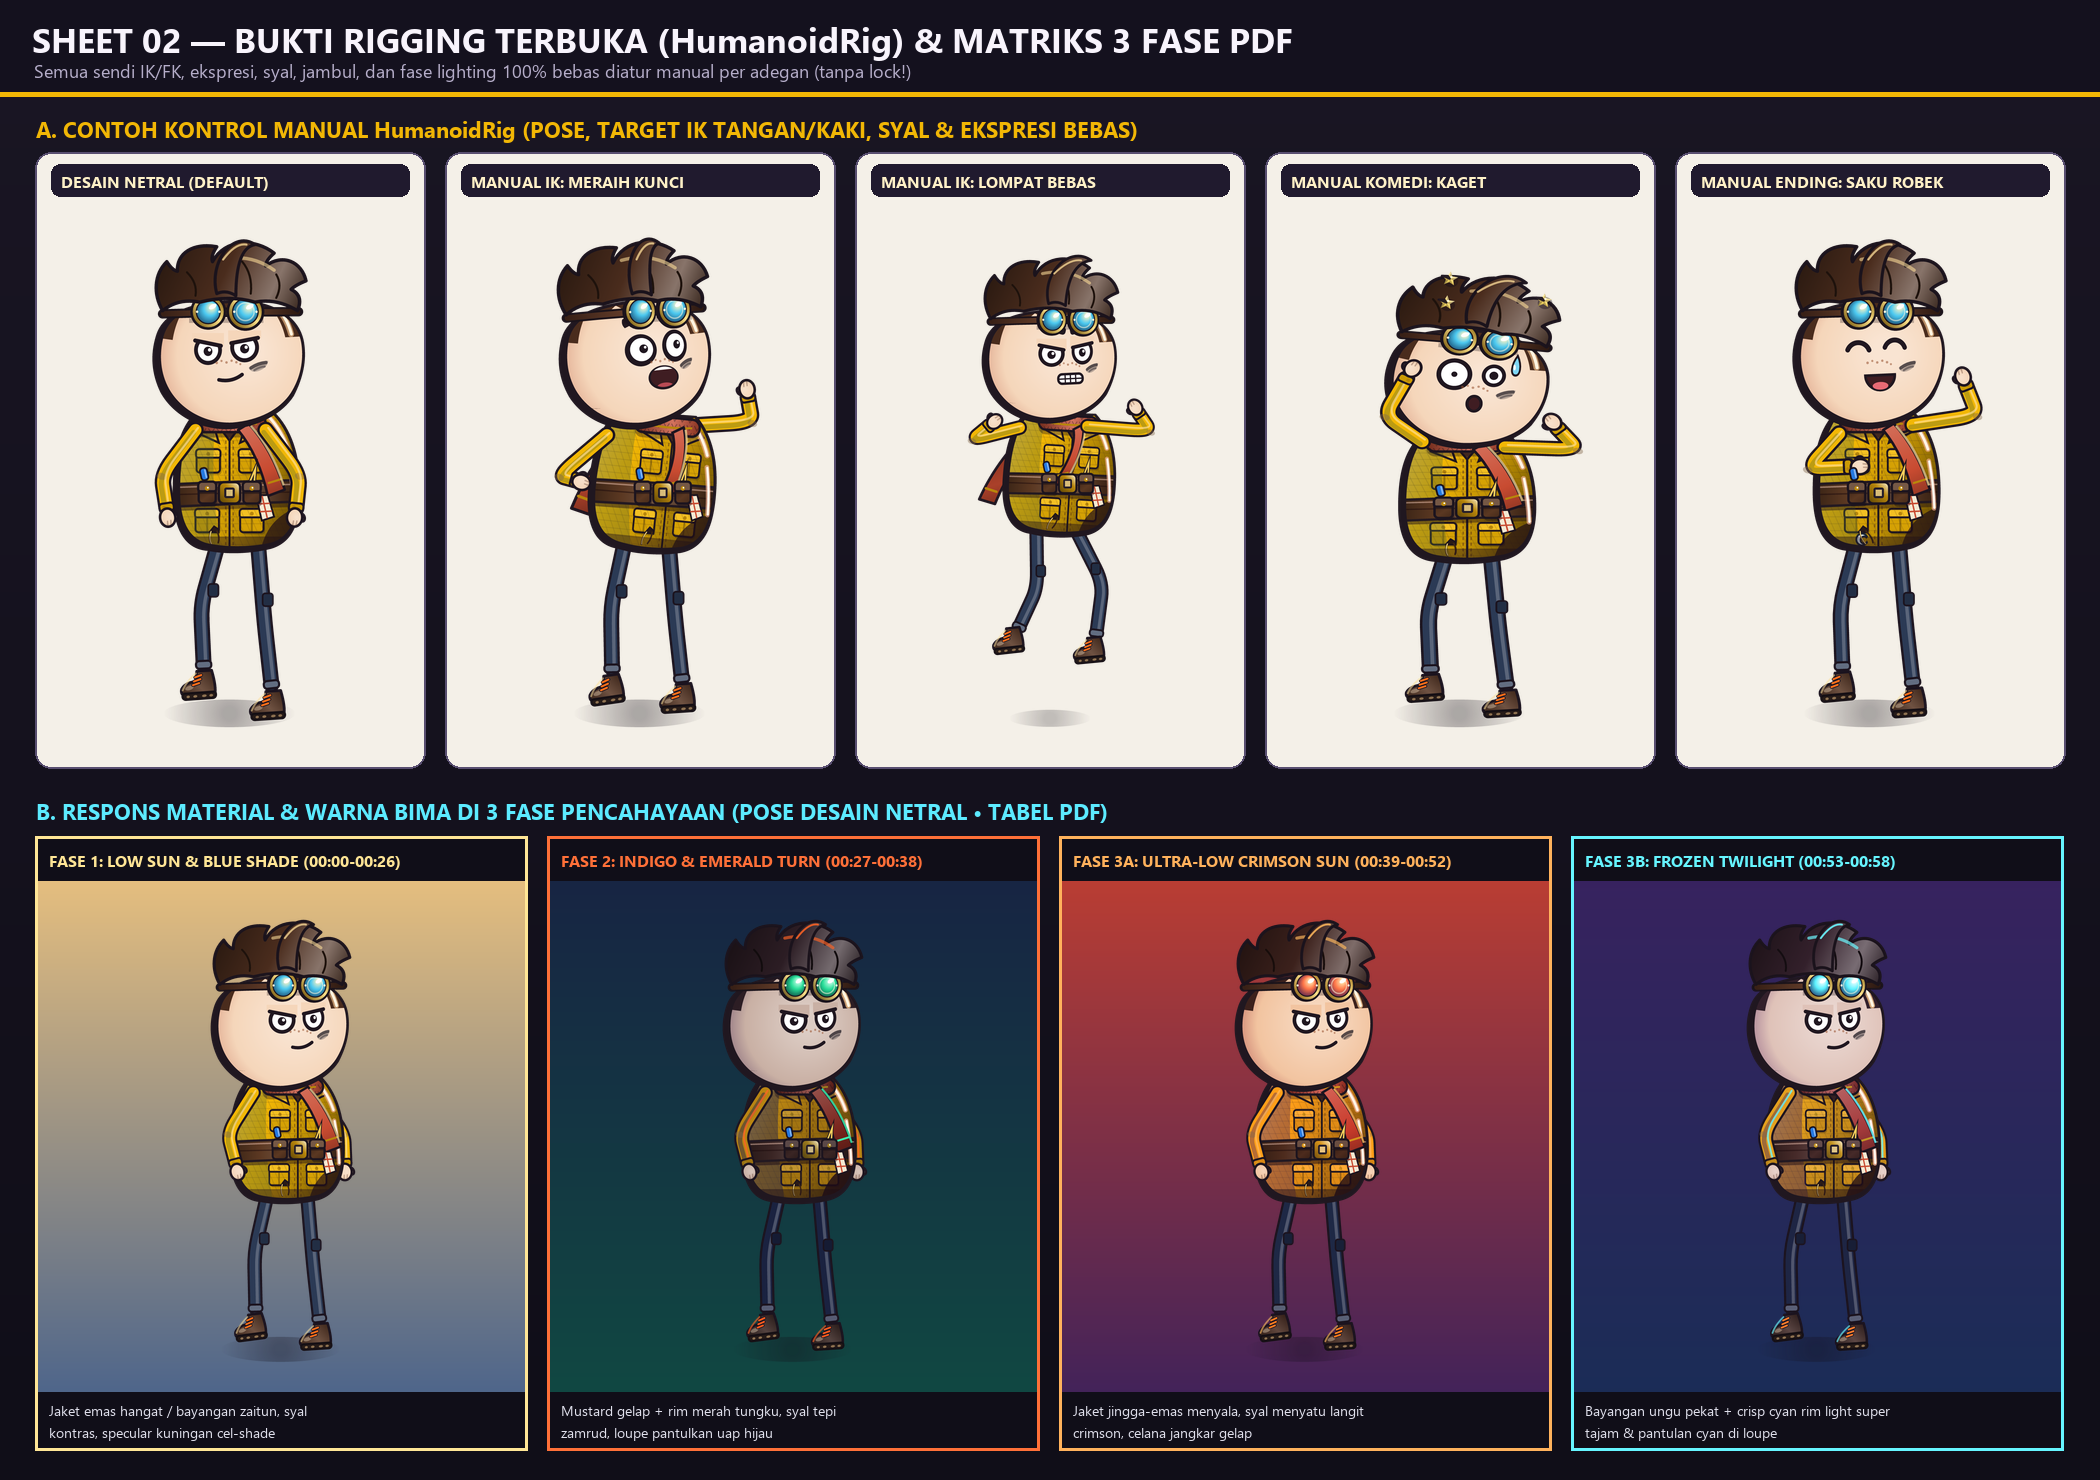 SHEET 02 — BUKTI RIGGING TERBUKA (HumanoidRig) & MATRIKS 3 FASE PDF
Semua sendi IK/FK, ekspresi, syal, jambul, dan fase lighting 100% bebas diatur manual per adegan (tanpa lock!)
A. CONTOH KONTROL MANUAL HumanoidRig (POSE, TARGET IK TANGAN/KAKI, SYAL & EKSPRESI BEBAS)
DESAIN NETRAL (DEFAULT)
MANUAL IK: MERAIH KUNCI
MANUAL IK: LOMPAT BEBAS
MANUAL KOMEDI: KAGET
MANUAL ENDING: SAKU ROBEK
B. RESPONS MATERIAL & WARNA BIMA DI 3 FASE PENCAHAYAAN (POSE DESAIN NETRAL • TABEL PDF)
FASE 1: LOW SUN & BLUE SHADE (00:00-00:26)
Jaket emas hangat / bayangan zaitun, syal
kontras, specular kuningan cel-shade
FASE 2: INDIGO & EMERALD TURN (00:27-00:38)
Mustard gelap + rim merah tungku, syal tepi
zamrud, loupe pantulkan uap hijau
FASE 3A: ULTRA-LOW CRIMSON SUN (00:39-00:52)
Jaket jingga-emas menyala, syal menyatu langit
crimson, celana jangkar gelap
FASE 3B: FROZEN TWILIGHT (00:53-00:58)
Bayangan ungu pekat + crisp cyan rim light super
tajam & pantulan cyan di loupe